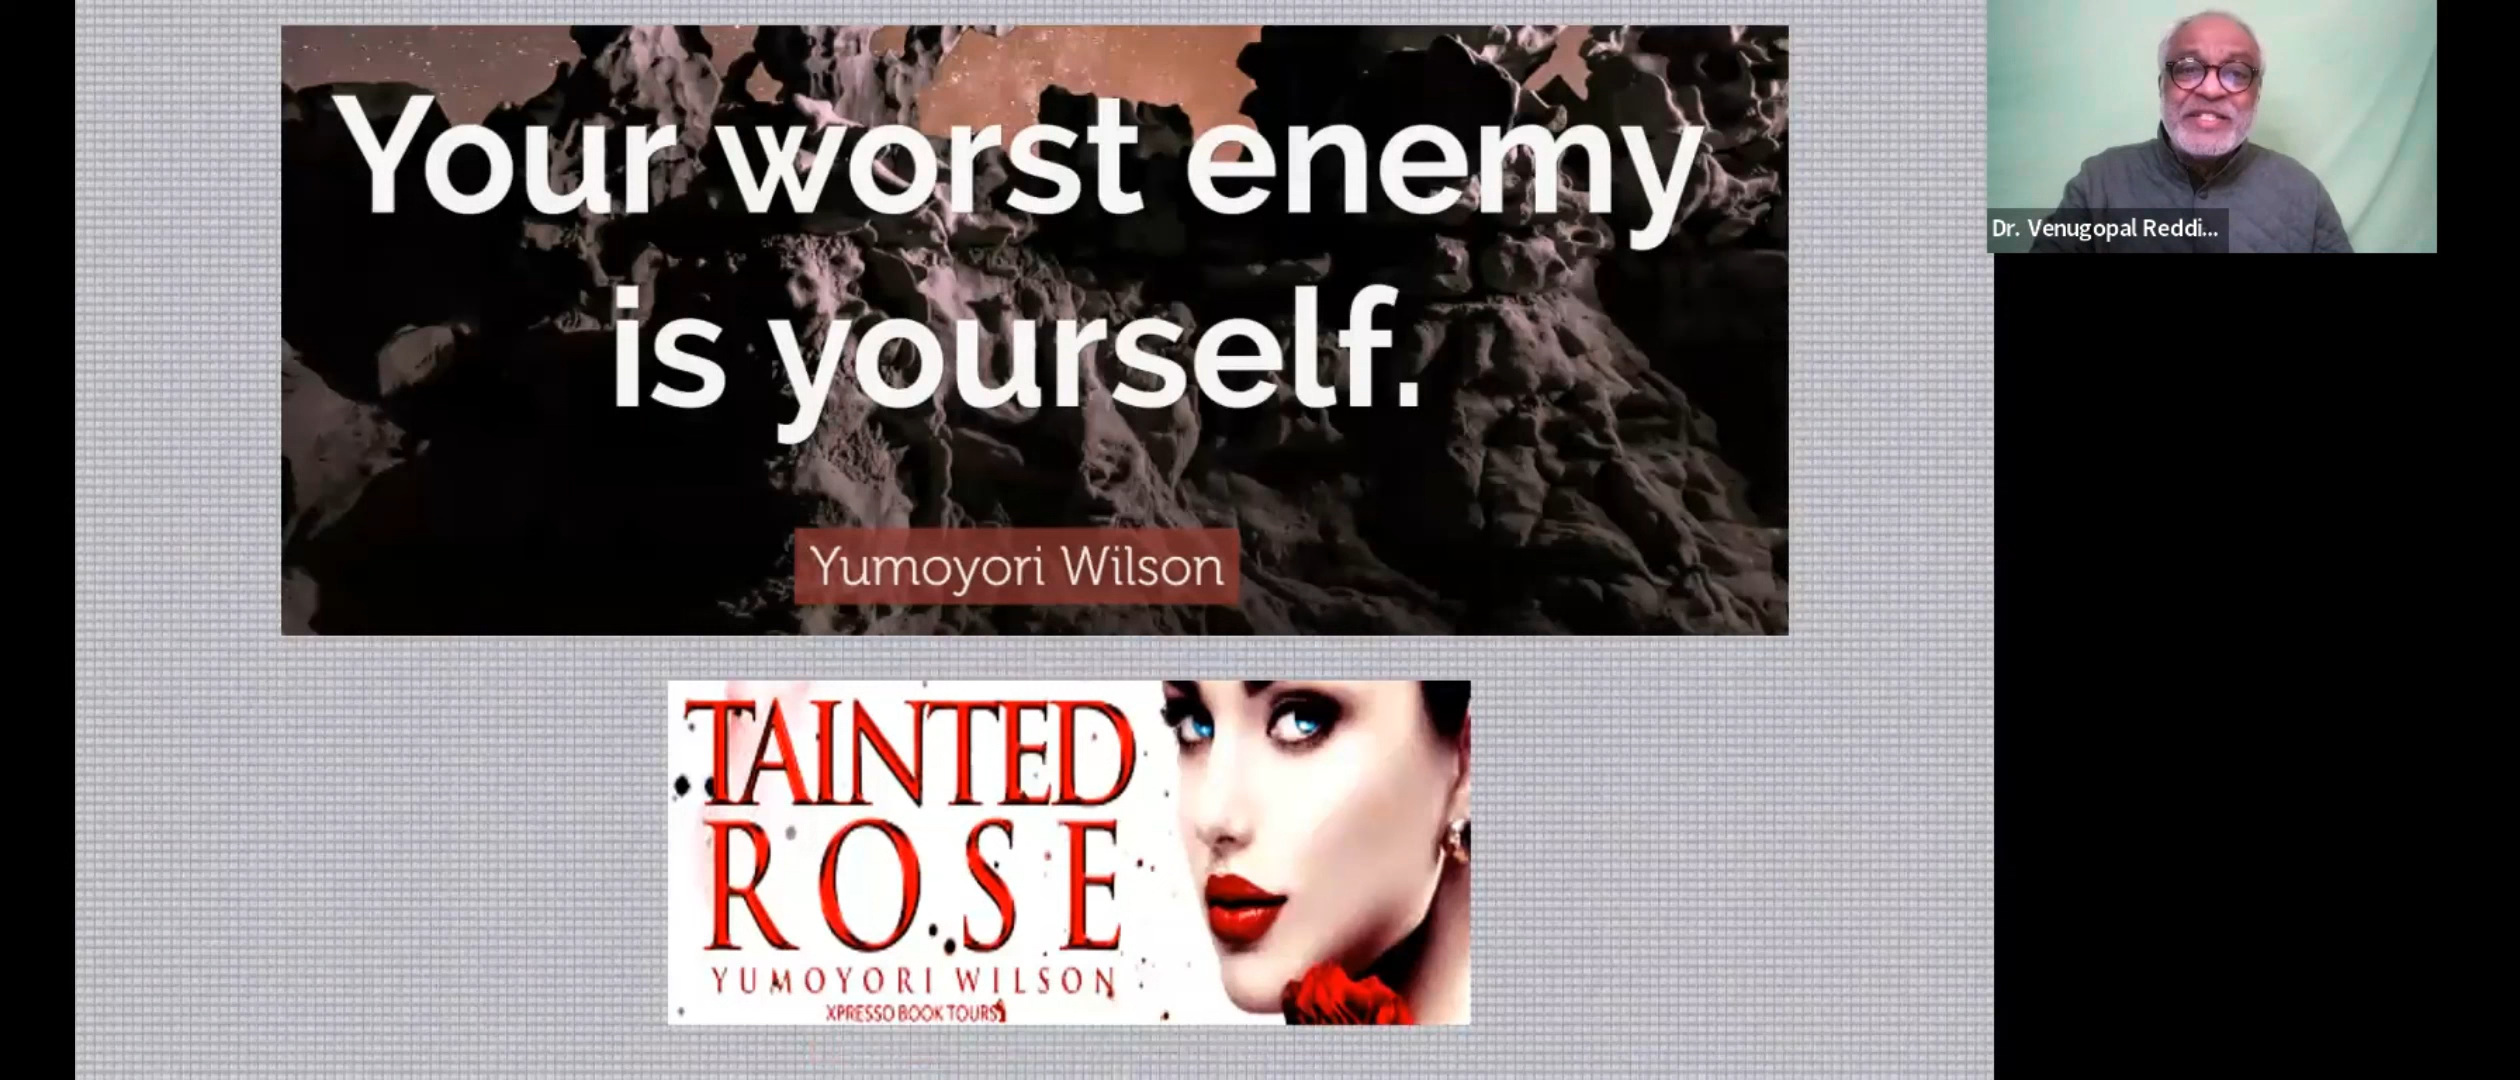 Your worst enemy
is yourself.
Yumoyori Wilson
Dr. Venugopal Reddi...
TAINTED
ROSE
YUMOYORI WILSON
XPRESSO BOOK TOURS